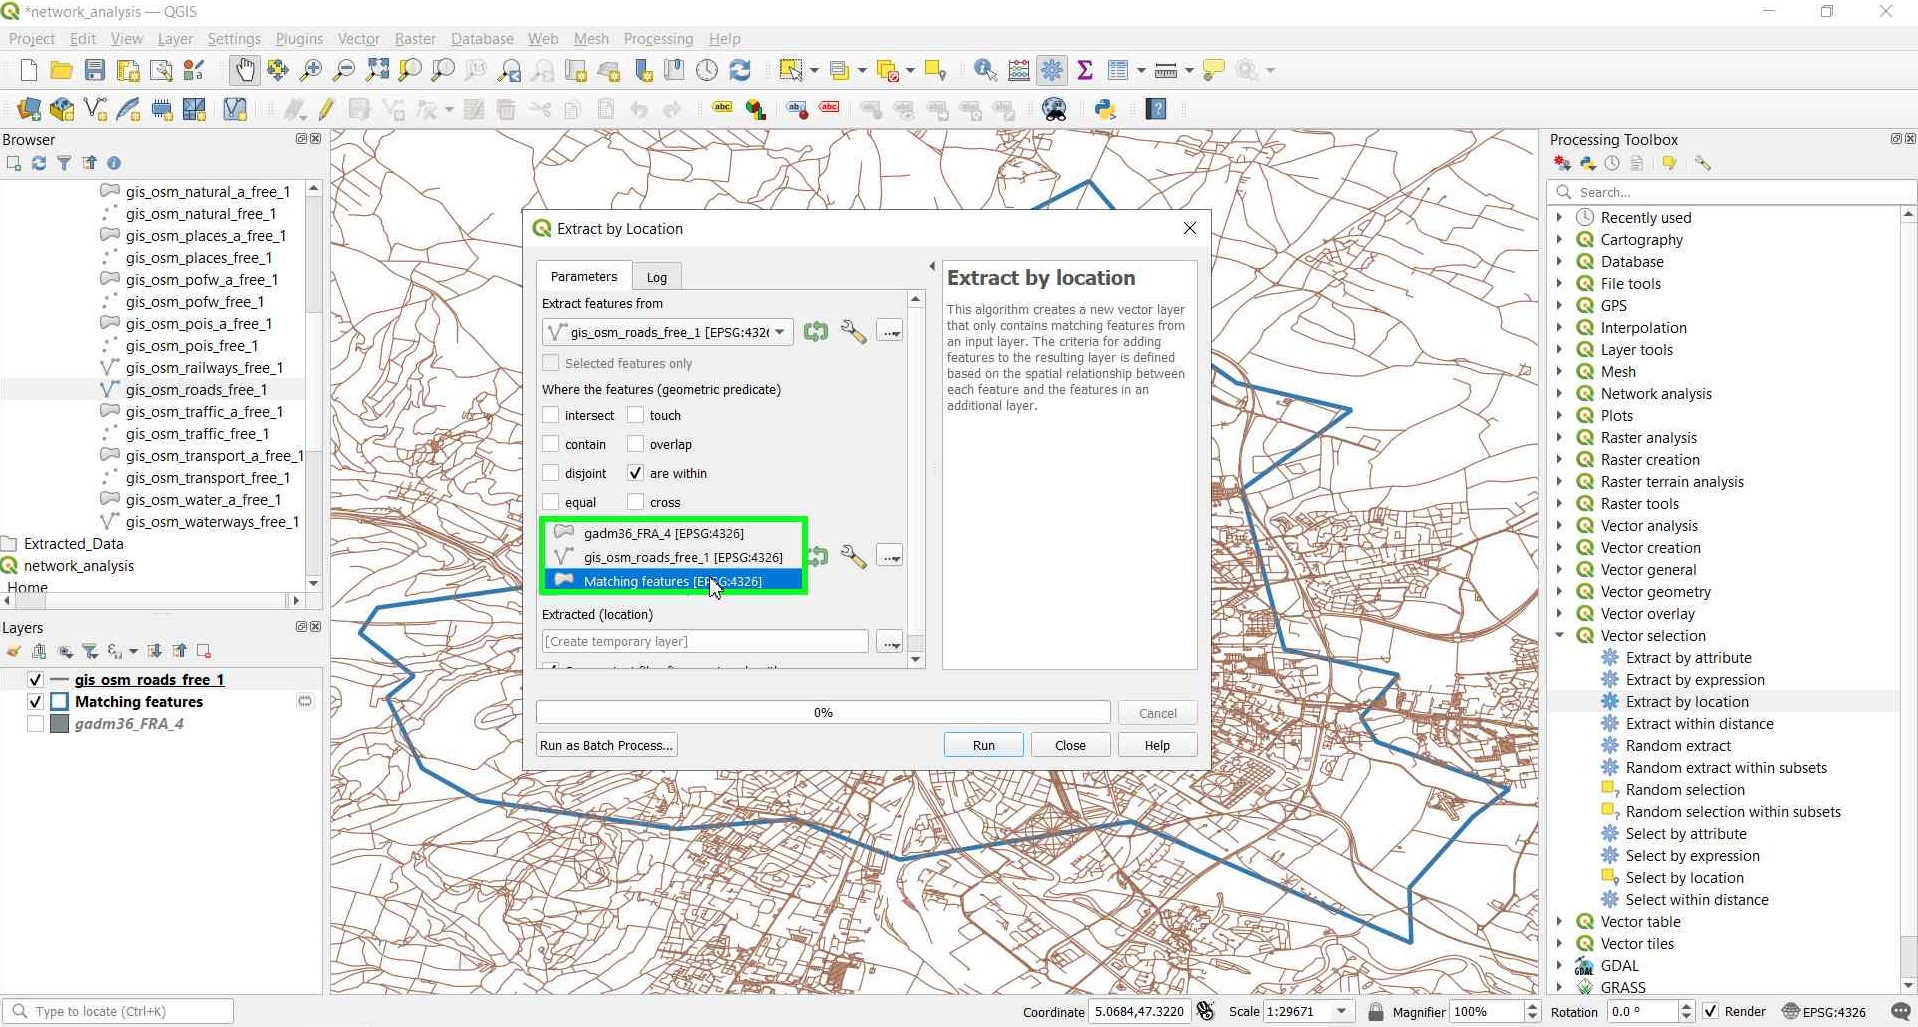 *network_analysis — QGIS
Project Edit View Layer Settings Plugins Vector Raster Database Web Mesh Processing Help
Browser
gis_osm_natural_a_free_1
gis_osm_natural_free_1
gis_osm_places_a_free_1
gis_osm_places_free_1
gis_osm_pofw_a_free_1
gis_osm_pofw_free_1
gis_osm_pois_a_free_1
gis_osm_pois_free_1
gis_osm_railways_free_1
gis_osm_roads_free_1
gis_osm_traffic_a_free_1
gis_osm_traffic_free_1
gis_osm_transport_a_free_1
gis_osm_transport_free_1
gis_osm_water_a_free_1
gis_osm_waterways_free_1
Extracted_Data
network_analysis
Home
Layers
gis_osm_roads_free_1
Matching features
gadm36_FRA_4
Extract by Location
Parameters Log
Extract features from
gis_osm_roads_free_1 [EPSG:432
Selected features only
Where the features (geometric predicate)
intersect touch
contain overlap
disjoint are within
equal cross
gadm36_FRA_4 [EPSG:4326]
gis_osm_roads_free_1 [EPSG:4326]
Matching features [EPSG:4326]
Extracted (location)
[Create temporary layer]
Extract by location
This algorithm creates a new vector layer
that only contains matching features from
an input layer. The criteria for adding
features to the resulting layer is defined
based on the spatial relationship between
each feature and the features in an
additional layer.
0% Cancel
Run as Batch Process... Run Close Help
Processing Toolbox
Search...
Recently used
Cartography
Database
File tools
GPS
Interpolation
Layer tools
Mesh
Network analysis
Plots
Raster analysis
Raster creation
Raster terrain analysis
Raster tools
Vector analysis
Vector creation
Vector general
Vector geometry
Vector overlay
Vector selection
Extract by attribute
Extract by expression
Extract by location
Extract within distance
Random extract
Random extract within subsets
Random selection
Random selection within subsets
Select by attribute
Select by expression
Select by location
Select within distance
Vector table
Vector tiles
GDAL
GRASS
Type to locate (Ctrl+K) Coordinate 5.0684,47.3220 Scale 1:29671 Magnifier 100% Rotation 0.0 ° Render EPSG:4326